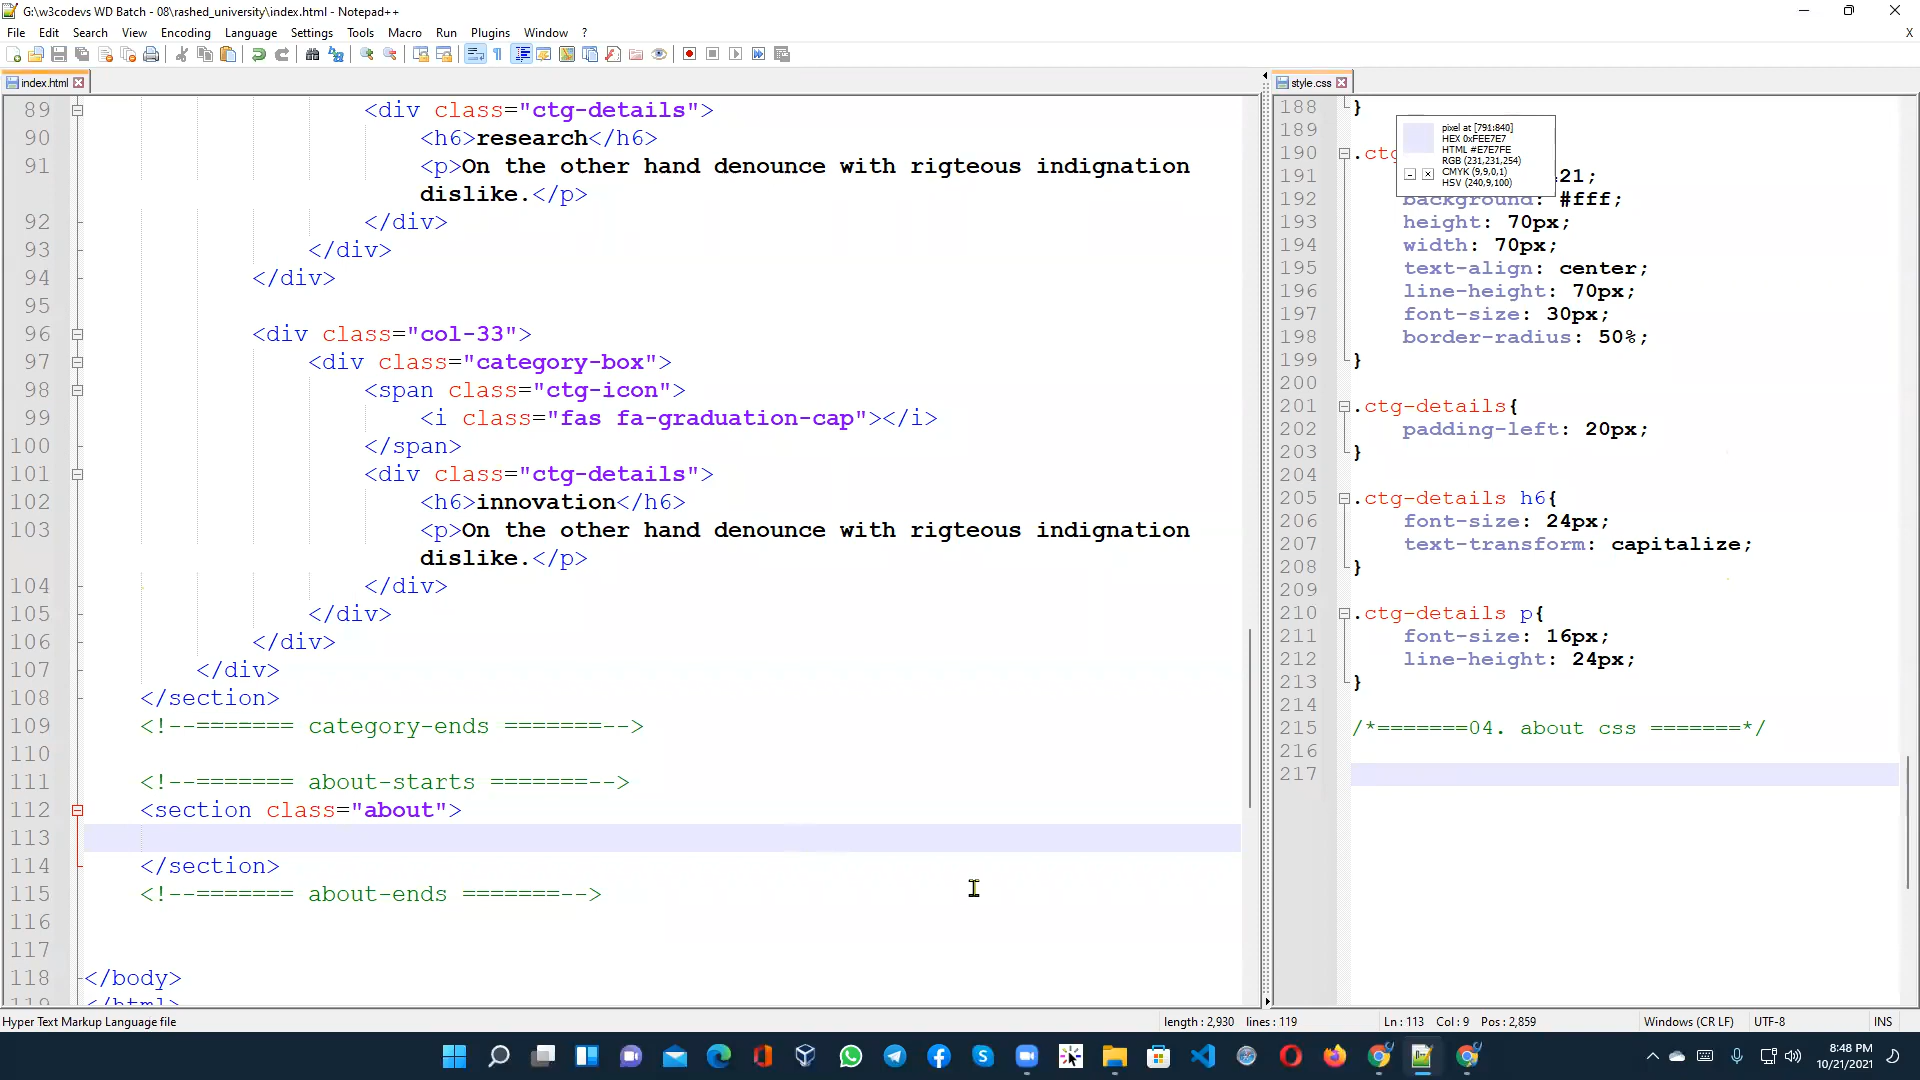 G:\w3codevs WD Batch - 08\rashed_university\index.html - Notepad++
File Edit Search View Encoding Language Settings Tools Macro Run Plugins Window ? X
index.html
89 <div class="ctg-details">
90 <h6>research</h6>
91 <p>On the other hand denounce with rigteous indignation
dislike.</p>
92 </div>
93 </div>
94 </div>
95
96 <div class="col-33">
97 <div class="category-box">
98 <span class="ctg-icon">
99 <i class="fas fa-graduation-cap"></i>
100 </span>
101 <div class="ctg-details">
102 <h6>innovation</h6>
103 <p>On the other hand denounce with rigteous indignation
dislike.</p>
104 </div>
105 </div>
106 </div>
107 </div>
108 </section>
109 <!--======= category-ends =======-->
110
111 <!--======= about-starts =======-->
112 <section class="about">
113
114 </section>
115 <!--======= about-ends =======-->
116
117
118 </body>
119 </html>
style.css
188 }
189
190 .ctg
191 21;
192 background: #fff;
193 height: 70px;
194 width: 70px;
195 text-align: center;
196 line-height: 70px;
197 font-size: 30px;
198 border-radius: 50%;
199 }
200
201 .ctg-details{
202 padding-left: 20px;
203 }
204
205 .ctg-details h6{
206 font-size: 24px;
207 text-transform: capitalize;
208 }
209
210 .ctg-details p{
211 font-size: 16px;
212 line-height: 24px;
213 }
214
215 /*=======04. about css =======*/
216
217
pixel at [791:840]
HEX 0xFEE7E7
HTML #E7E7FE
RGB (231,231,254)
CMYK (9,9,0,1)
HSV (240,9,100)
Hyper Text Markup Language file length : 2,930 lines : 119 Ln : 113 Col : 9 Pos : 2,859 Windows (CR LF) UTF-8 INS
8:48 PM
10/21/2021